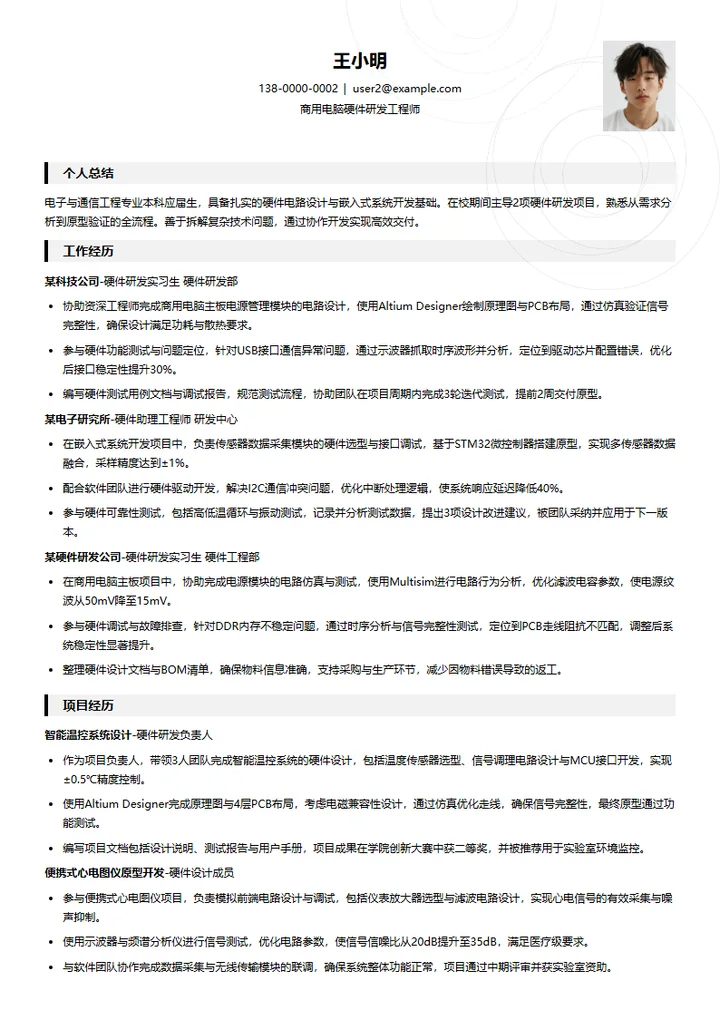 王小明
138-0000-0002 | user2@example.com
商用电脑硬件研发工程师
个人总结
电子与通信工程专业本科应届生，具备扎实的硬件电路设计与嵌入式系统开发基础。在校期间主导2项硬件研发项目，熟悉从需求分
析到原型验证的全流程。善于拆解复杂技术问题，通过协作开发实现高效交付。
工作经历
某科技公司-硬件研发实习生 硬件研发部
• 协助资深工程师完成商用电脑主板电源管理模块的电路设计，使用Altium Designer绘制原理图与PCB布局，通过仿真验证信号
完整性，确保设计满足功耗与散热要求。
• 参与硬件功能测试与问题定位，针对USB接口通信异常问题，通过示波器抓取时序波形并分析，定位到驱动芯片配置错误，优化
后接口稳定性提升30%。
• 编写硬件测试用例文档与调试报告，规范测试流程，协助团队在项目周期内完成3轮迭代测试，提前2周交付原型。
某电子研究所-硬件助理工程师 研发中心
• 在嵌入式系统开发项目中，负责传感器数据采集模块的硬件选型与接口调试，基于STM32微控制器搭建原型，实现多传感器数据
融合，采样精度达到±1%。
• 配合软件团队进行硬件驱动开发，解决I2C通信冲突问题，优化中断处理逻辑，使系统响应延迟降低40%。
• 参与硬件可靠性测试，包括高低温循环与振动测试，记录并分析测试数据，提出3项设计改进建议，被团队采纳并应用于下一版
本。
某硬件研发公司-硬件研发实习生 硬件工程部
• 在商用电脑主板项目中，协助完成电源模块的电路仿真与测试，使用Multisim进行电路行为分析，优化滤波电容参数，使电源纹
波从50mV降至15mV。
• 参与硬件调试与故障排查，针对DDR内存不稳定问题，通过时序分析与信号完整性测试，定位到PCB走线阻抗不匹配，调整后系
统稳定性显著提升。
• 整理硬件设计文档与BOM清单，确保物料信息准确，支持采购与生产环节，减少因物料错误导致的返工。
项目经历
智能温控系统设计-硬件研发负责人
• 作为项目负责人，带领3人团队完成智能温控系统的硬件设计，包括温度传感器选型、信号调理电路设计与MCU接口开发，实现
±0.5℃精度控制。
• 使用Altium Designer完成原理图与4层PCB布局，考虑电磁兼容性设计，通过仿真优化走线，确保信号完整性，最终原型通过功
能测试。
• 编写项目文档包括设计说明、测试报告与用户手册，项目成果在学院创新大赛中获二等奖，并被推荐用于实验室环境监控。
便携式心电图仪原型开发-硬件设计成员
• 参与便携式心电图仪项目，负责模拟前端电路设计与调试，包括仪表放大器选型与滤波电路设计，实现心电信号的有效采集与噪
声抑制。
• 使用示波器与频谱分析仪进行信号测试，优化电路参数，使信号信噪比从20dB提升至35dB，满足医疗级要求。
• 与软件团队协作完成数据采集与无线传输模块的联调，确保系统整体功能正常，项目通过中期评审并获实验室资助。